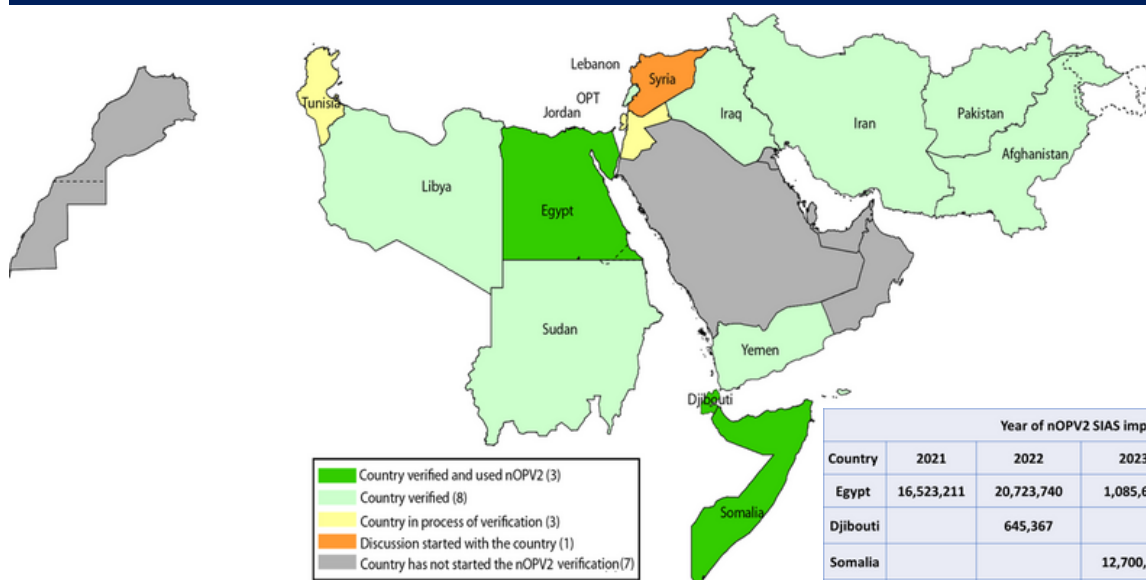 Lebanon
Syria
OPT
Tunisia
Jordan
Iraq
Iran
Pakistan
Afghanistan
Libya
Egypt
Sudan
Yemen
Djibouti
Somalia
Country verified and used nOPV2 (3)
Country verified (8)
Country in process of verification (3)
Discussion started with the country (1)
Country has not started the nOPV2 verification (7)
Year of nOPV2 SIAS
Country 2021 2022 2023
Egypt 16,523,211 20,723,740
Djibouti 645,367
Somalia